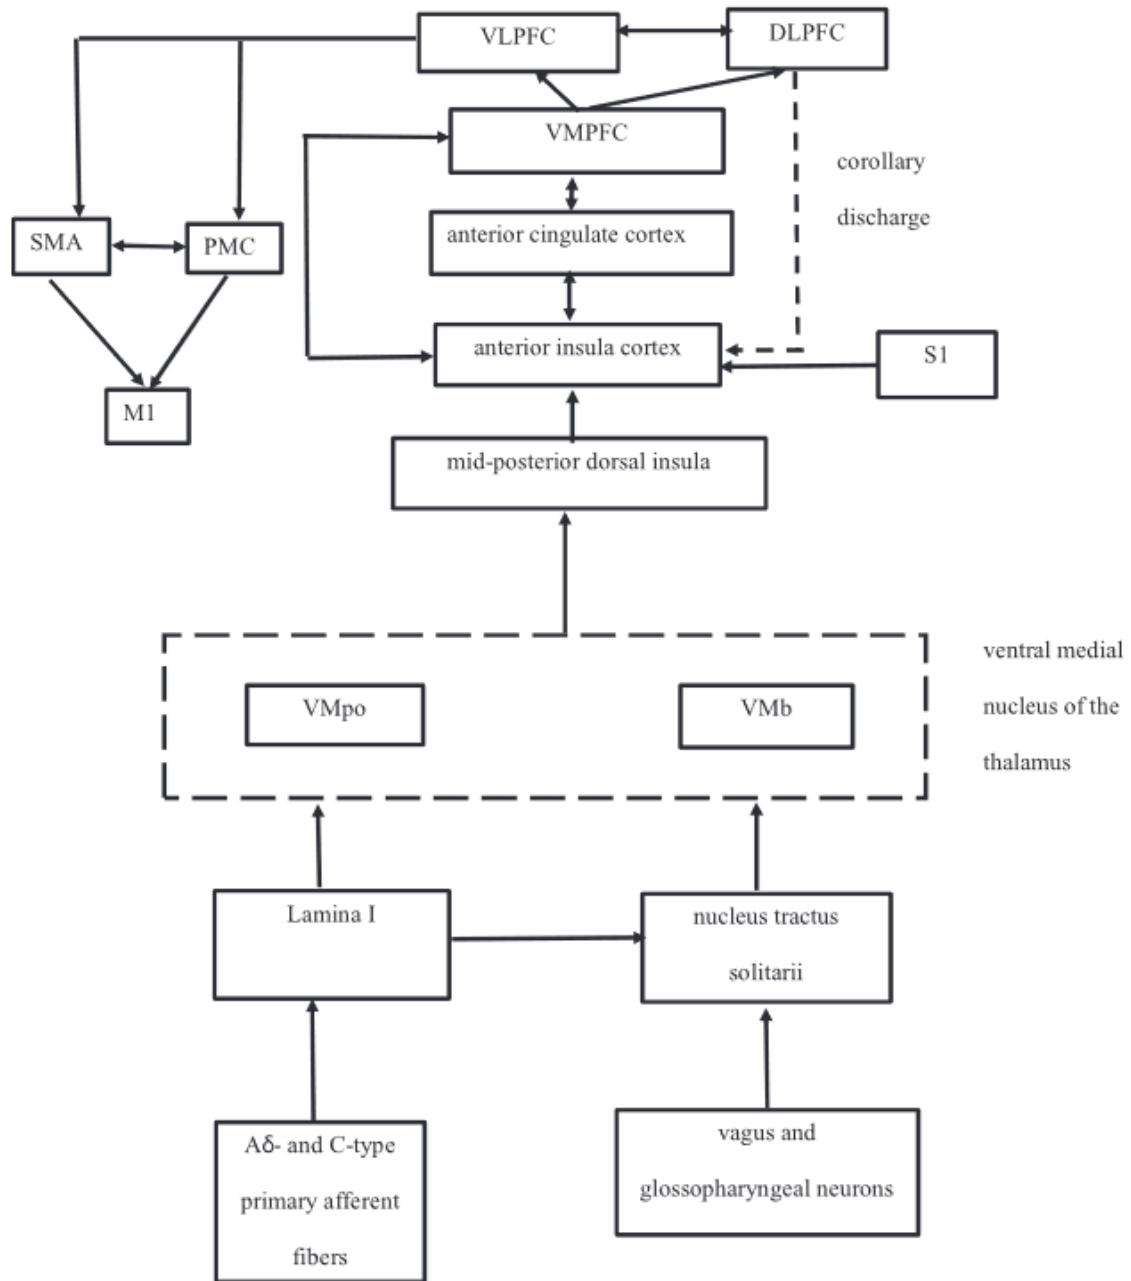 VLPFC
DLPFC
VMPFC
corollary
discharge
SMA
PMC
anterior cingulate cortex
anterior insula cortex
S1
M1
mid-posterior dorsal insula
ventral medial
nucleus of the
thalamus
VMpo
VMb
Lamina I
nucleus tractus
solitarii
Aδ- and C-type
primary afferent
fibers
vagus and
glossopharyngeal neurons